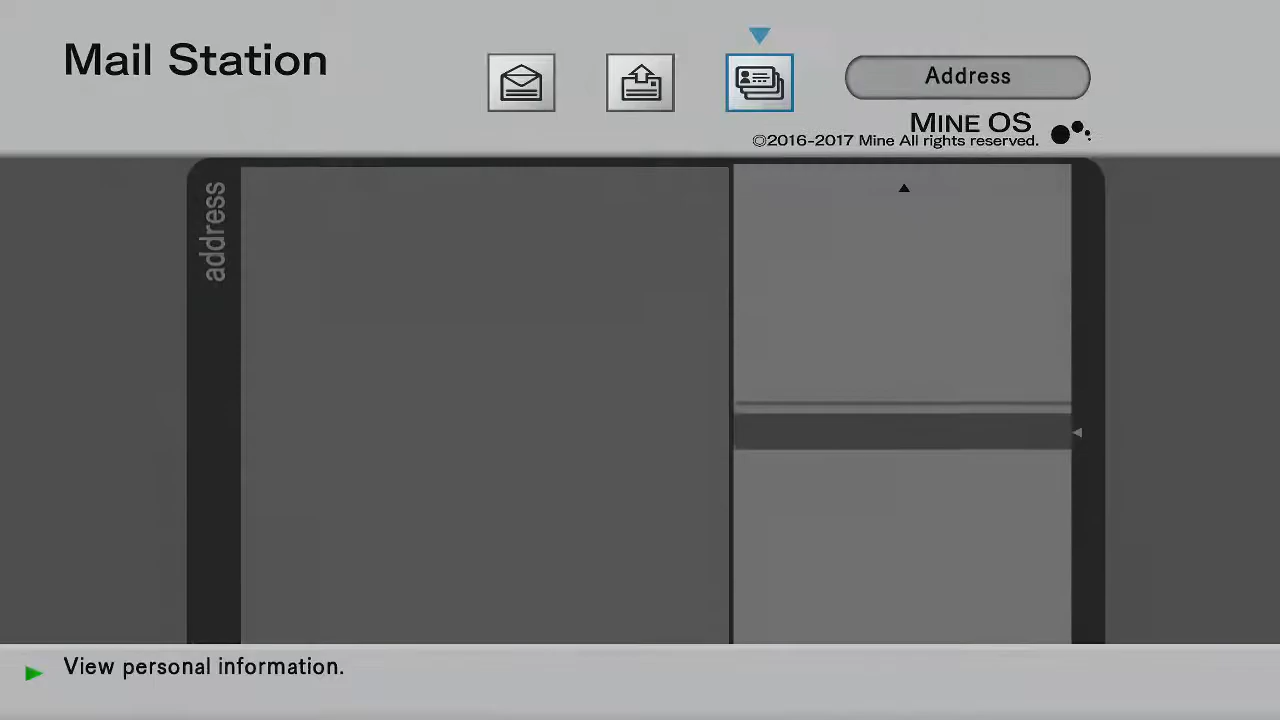 Mail Station
Address
MINE OS
©2016-2017 Mine All rights reserved.
address
View personal information.